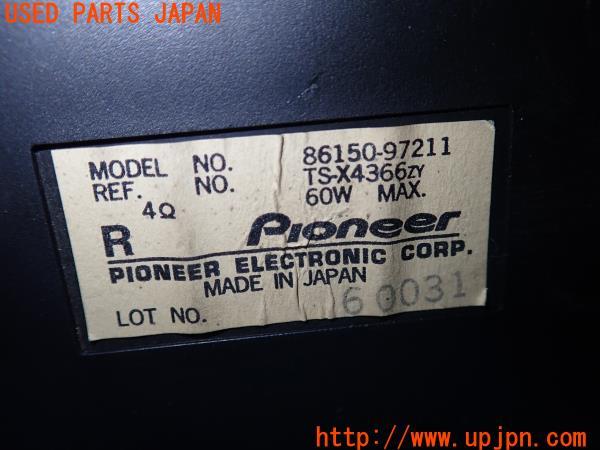 USED PARTS JAPAN
MODEL NO. 86150-97211
REF. NO. TS-X4366ZY
4Ω 60W MAX.
R Pioneer
PIONEER ELECTRONIC CORP.
MADE IN JAPAN
LOT NO. 60031
http://www.upjpn.com/